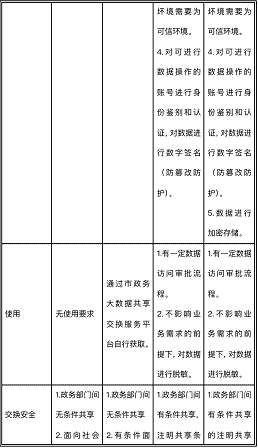 环境需要为
可信环境。
4.对可进行
数据操作的
账号进行身
份鉴别和认
证,对数据进
行数字签名
(防篡改防
护)。
环境需要为
可信环境。
4.对可进行
数据操作的
账号进行身
份鉴别和认
证,对数据进
行数字签名
(防篡改防
护)。
5.数据进行
加密存储。
使用
无使用要求
通过市政务
大数据共享
交换服务平
台自行获取。
1.有一定数据
访问审批流
程。
2.不影响业
务需求的前
提下,对数据
进行脱敏。
1.有一定数据
访问审批流
程。
2.不影响业
务需求的前
提下,对数据
进行脱敏。
交换安全
1.政务部门间
无条件共享
2.面向社会
1.政务部门间
无条件共享
2.有条件面
1.政务部门间
有条件共享,
注明共享条
1.政务部门间
有条件共享
的注明共享